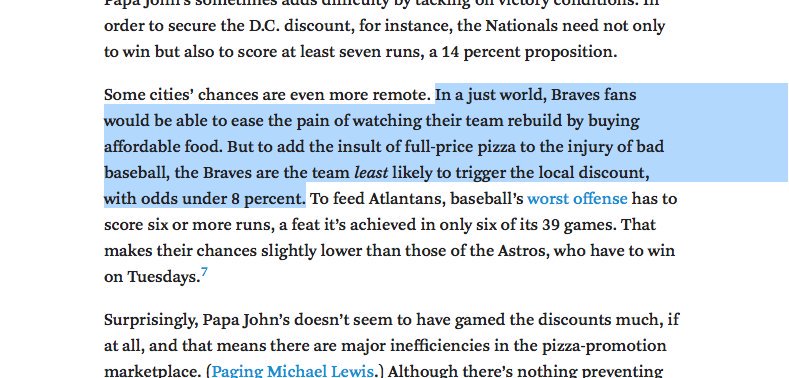 Papa John's sometimes adds difficulty by tacking on victory conditions. In
order to secure the D.C. discount, for instance, the Nationals need not only
to win but also to score at least seven runs, a 14 percent proposition.
Some cities' chances are even more remote. In a just world, Braves fans
would be able to ease the pain of watching their team rebuild by buying
affordable food. But to add the insult of full-price pizza to the injury of bad
baseball, the Braves are the team least likely to trigger the local discount,
with odds under 8 percent. To feed Atlantans, baseball's worst offense has to
score six or more runs, a feat it's achieved in only six of its 39 games. That
makes their chances slightly lower than those of the Astros, who have to win
on Tuesdays.7
Surprisingly, Papa John's doesn't seem to have gamed the discounts much, if
at all, and that means there are major inefficiencies in the pizza-promotion
marketplace. (Paging Michael Lewis.) Although there's nothing preventing